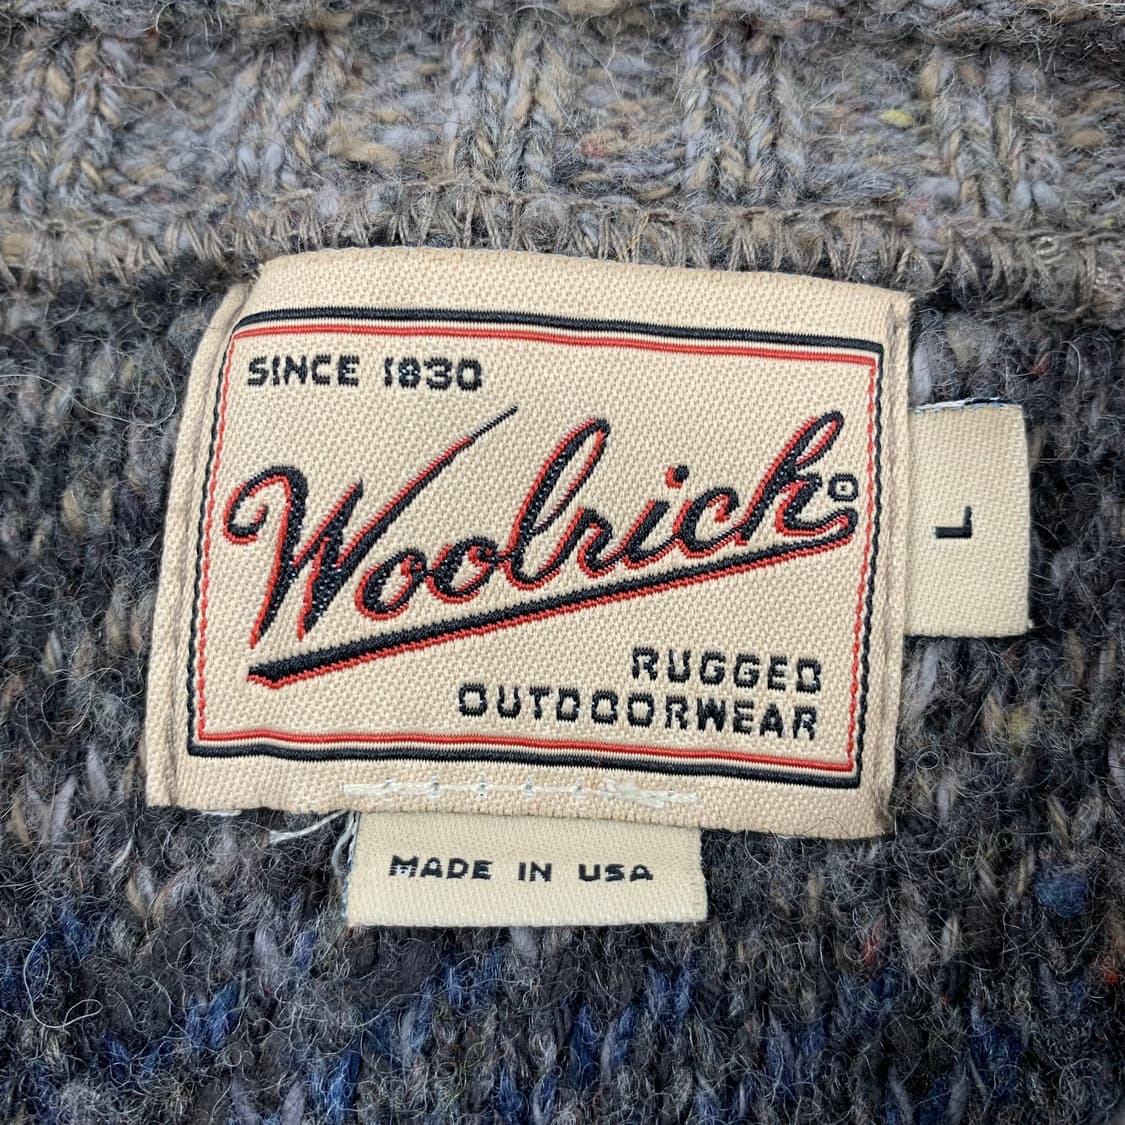 SINCE 1830
Woolrich®
L
RUGGED
OUTDOORWEAR
MADE IN USA